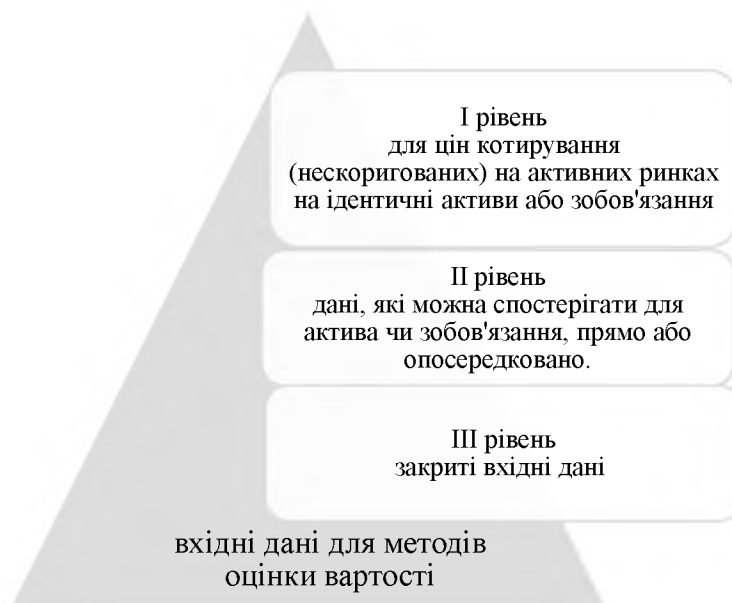 І рівень
для цін котирування
(нескоригованих) на активних ринках
на ідентичні активи або зобов'язання
ІІ рівень
дані, які можна спостерігати для
актива чи зобов'язання, прямо або
опосередковано.
ІІІ рівень
закриті вхідні дані
вхідні дані для методів
оцінки вартості